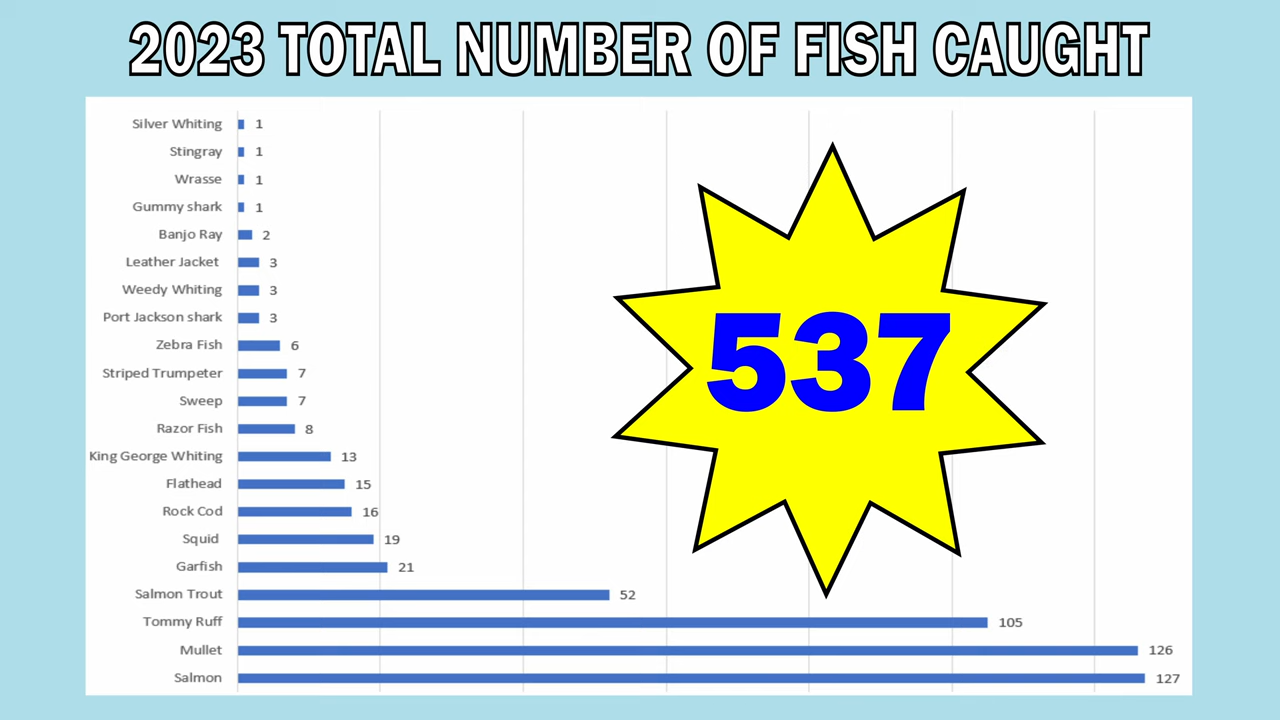 2023 TOTAL NUMBER OF FISH CAUGHT
Silver Whiting 1
Stingray 1
Wrasse 1
Gummy shark 1
Banjo Ray 2
Leather Jacket 3
Weedy Whiting 3
Port Jackson shark 3
Zebra Fish 6
Striped Trumpeter 7
Sweep 7
Razor Fish 8
King George Whiting 13
Flathead 15
Rock Cod 16
Squid 19
Garfish 21
Salmon Trout 52
Tommy Ruff 105
Mullet 126
Salmon 127
537